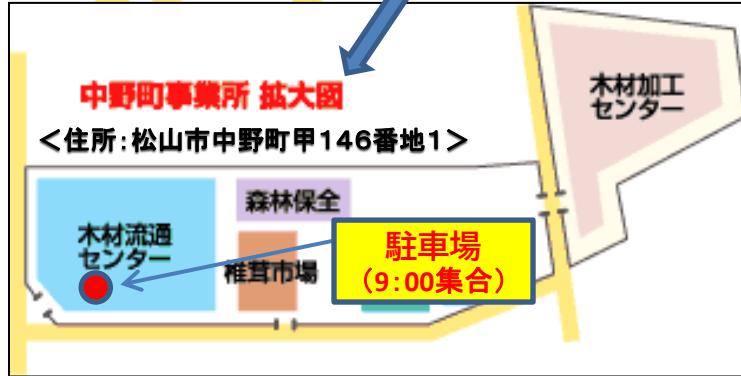 中野町事業所 拡大図
＜住所：松山市中野町甲146番地1＞
木材加工
センター
森林保全
木材流通
センター
椎茸市場
駐車場
（9：00集合）